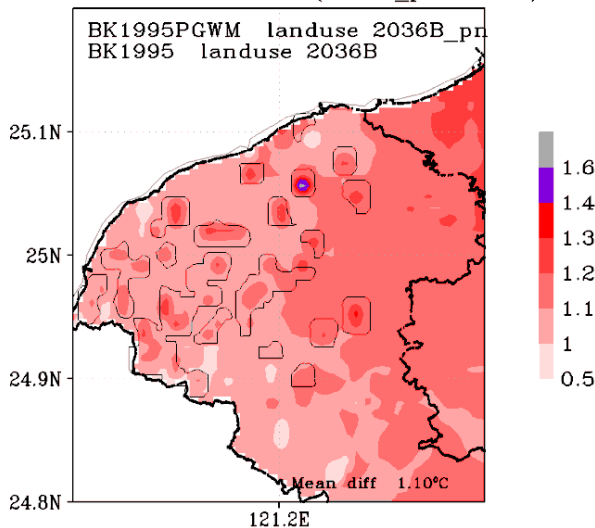 BK1995PGWM landuse 2036B_pn
BK1995 landuse 2036B
25.1N
25N
24.9N
24.8N
121.2E
Mean diff 1.10°C
1.6
1.4
1.3
1.2
1.1
1
0.5